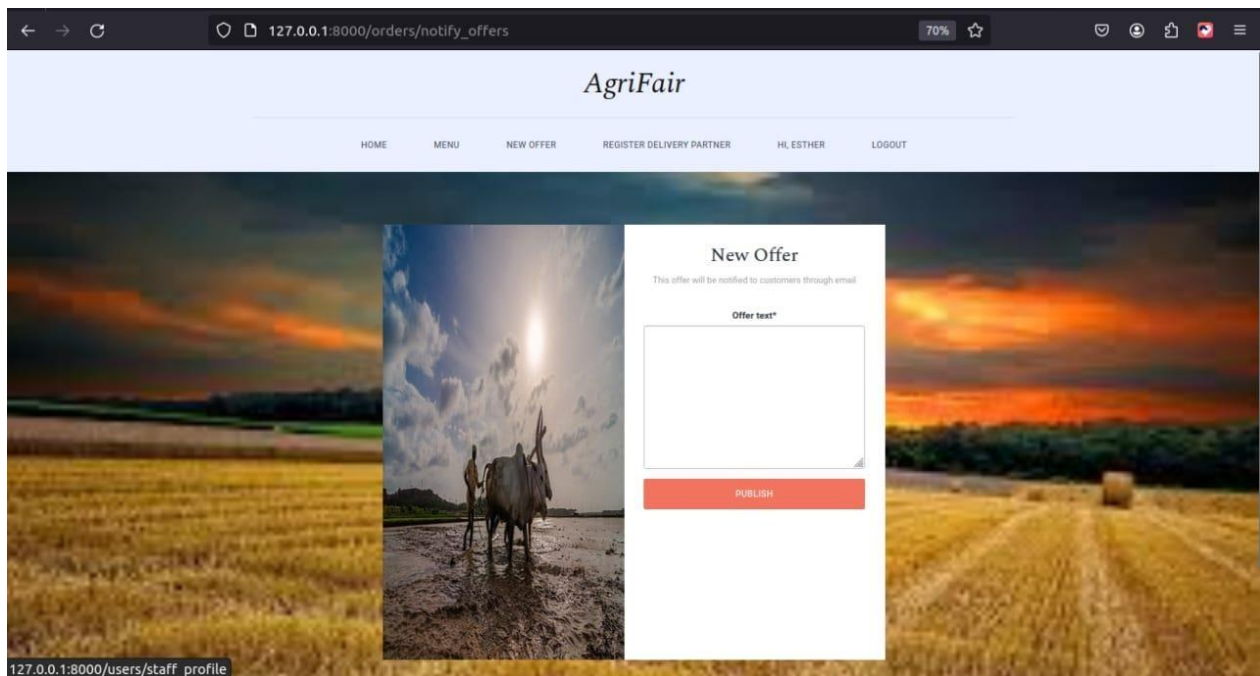 127.0.0.1:8000/orders/notify_offers 70%
AgriFair
HOME MENU NEW OFFER REGISTER DELIVERY PARTNER HI, ESTHER LOGOUT
New Offer
This offer will be notified to customers through email
Offer text*
PUBLISH
127.0.0.1:8000/users/staff_profile